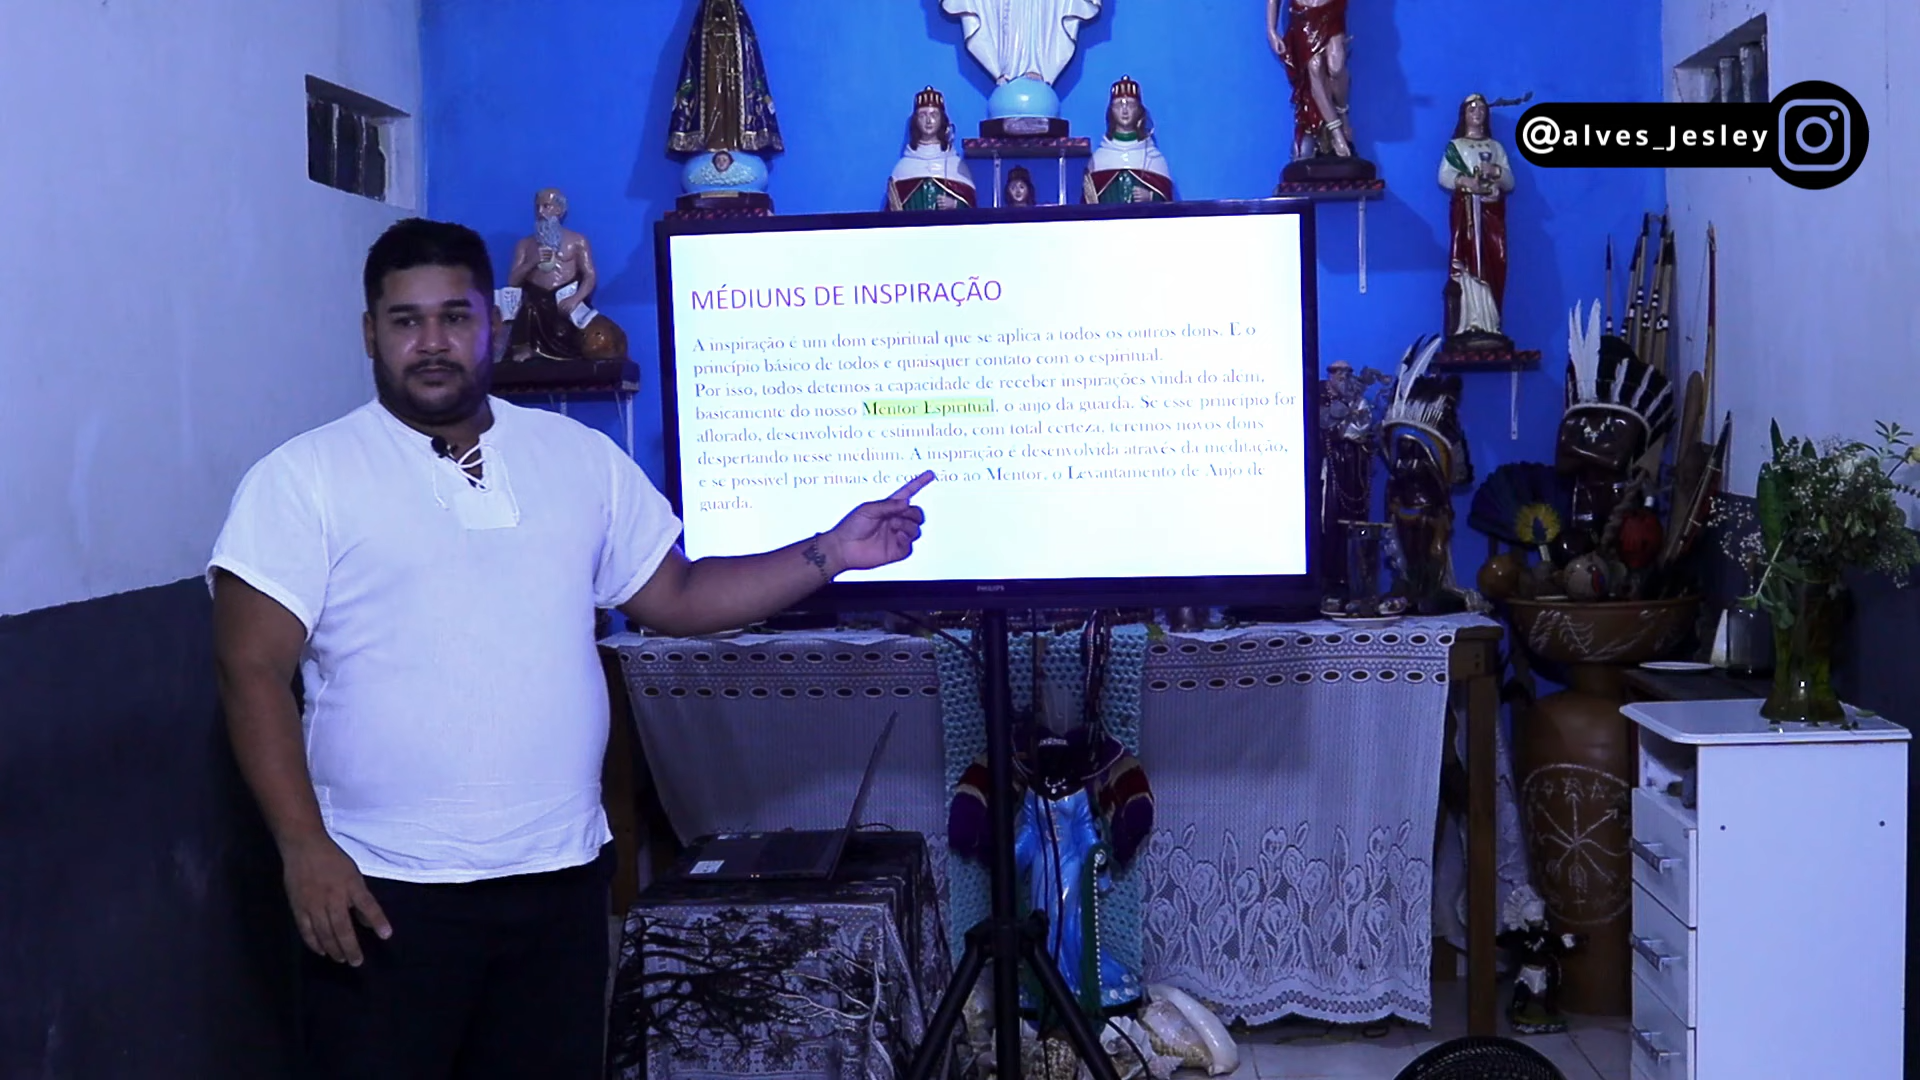 @alves_Jesley
MÉDIUNS DE INSPIRAÇÃO
A inspiração é um dom espiritual que se aplica a todos os outros dons. E o
princípio básico de todos e quaisquer contato com o espiritual.
Por isso, todos detemos a capacidade de receber inspirações vinda do alem,
basicamente do nosso Mentor Espiritual, o anjo da guarda. Se esse princípio for
aflorado, desenvolvido e estimulado, com total certeza, teremos novos dons
despertando nesse médium. A inspiração é desenvolvida através da meditação,
e se possível por rituais de conexão ao Mentor, o Levantamento de Anjo de
guarda.
PHILIPS